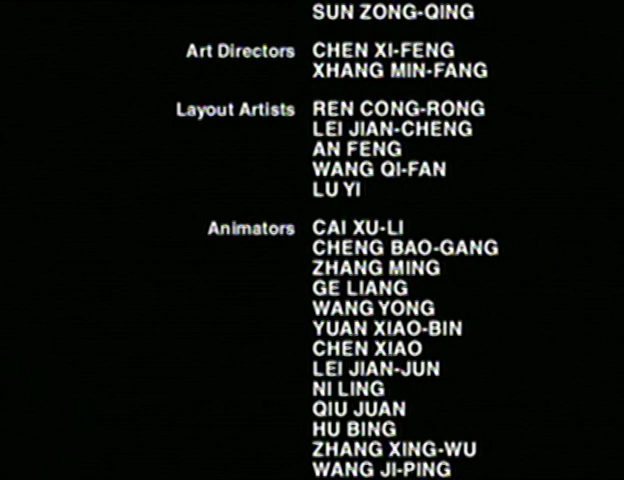 SUN ZONG-QING
Art Directors CHEN XI-FENG
XHANG MIN-FANG
Layout Artists REN CONG-RONG
LEI JIAN-CHENG
AN FENG
WANG QI-FAN
LU YI
Animators CAI XU-LI
CHENG BAO-GANG
ZHANG MING
GE LIANG
WANG YONG
YUAN XIAO-BIN
CHEN XIAO
LEI JIAN-JUN
NI LING
QIU JUAN
HU BING
ZHANG XING-WU
WANG JI-PING